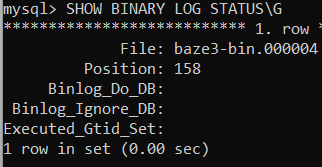 mysql> SHOW BINARY LOG STATUS\G
*************************** 1. row *
File: baze3-bin.000004
Position: 158
Binlog_Do_DB:
Binlog_Ignore_DB:
Executed_Gtid_Set:
1 row in set (0.00 sec)